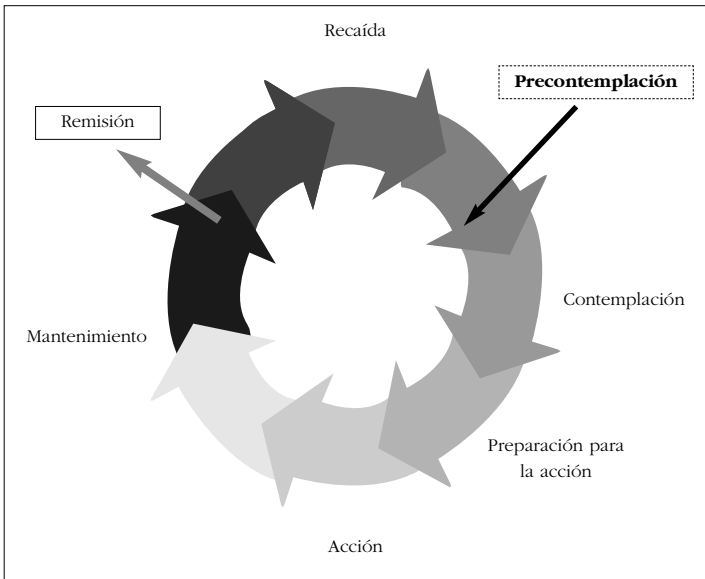 Recaída
Precontemplación
Remisión
Contemplación
Mantenimiento
Preparación para
la acción
Acción